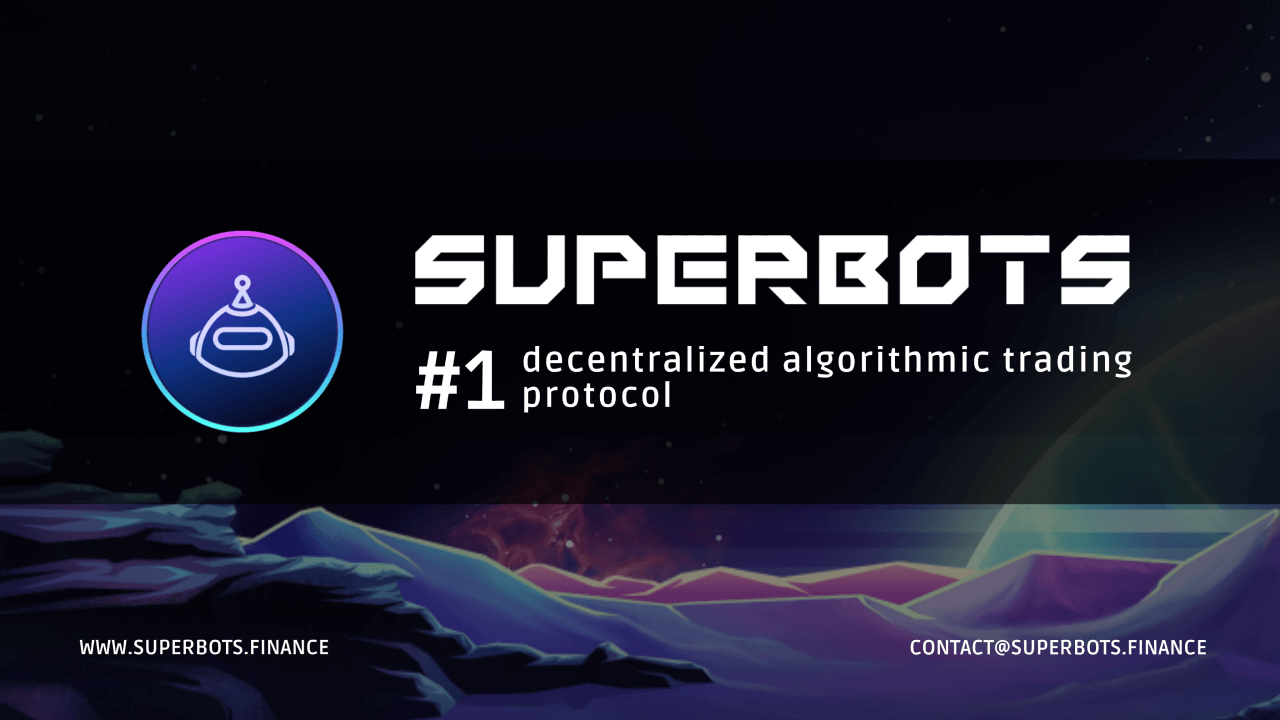 SUPERBOTS
#1 decentralized algorithmic trading
protocol
WWW.SUPERBOTS.FINANCE
CONTACT@SUPERBOTS.FINANCE